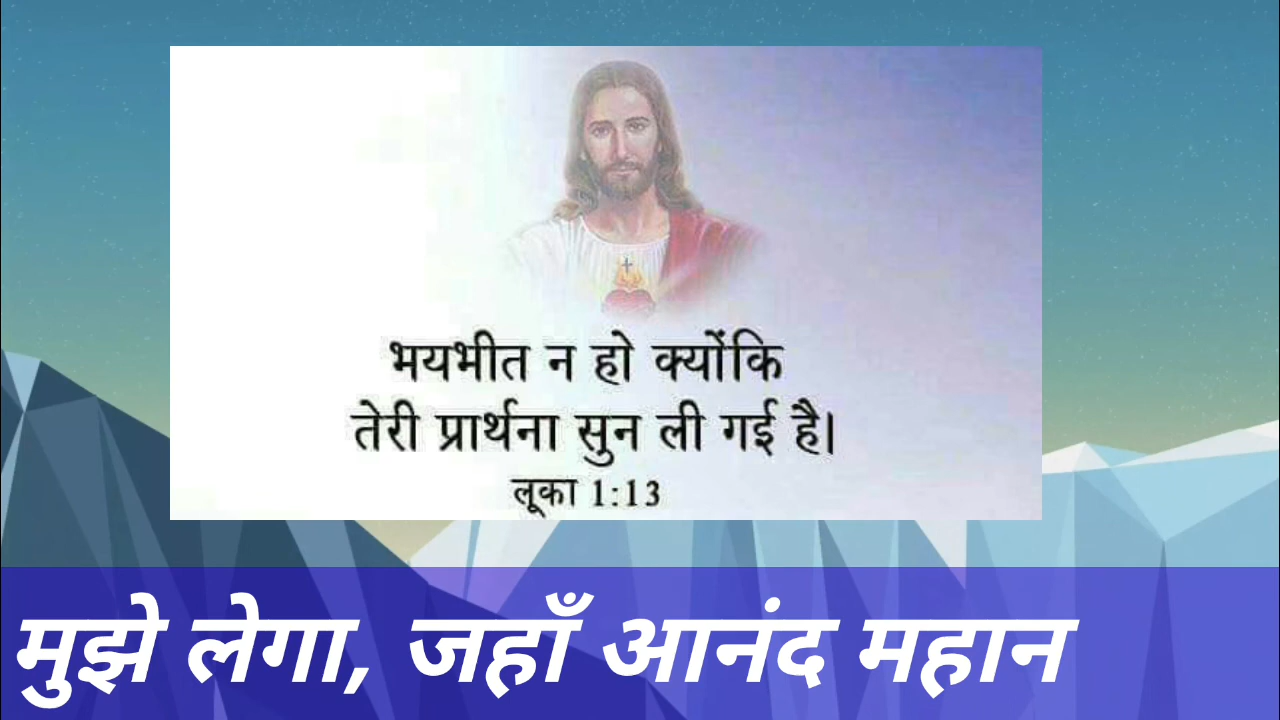 भयभीत न हो क्योंकि
तेरी प्रार्थना सुन ली गई है।
लूका 1:13
मुझे लेगा, जहाँ आनंद महान